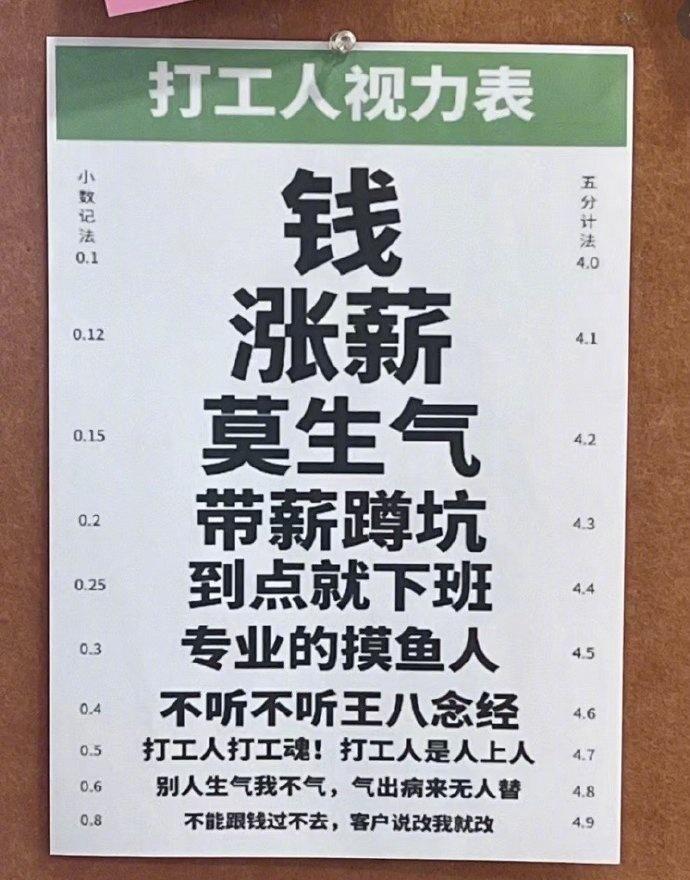 打工人视力表
小数记法
五分计法
0.1 钱 4.0
0.12 涨薪 4.1
0.15 莫生气 4.2
0.2 带薪蹲坑 4.3
0.25 到点就下班 4.4
0.3 专业的摸鱼人 4.5
0.4 不听不听王八念经 4.6
0.5 打工人打工魂！打工人是人上人 4.7
0.6 别人生气我不气，气出病来无人替 4.8
0.8 不能跟钱过不去，客户说改我就改 4.9